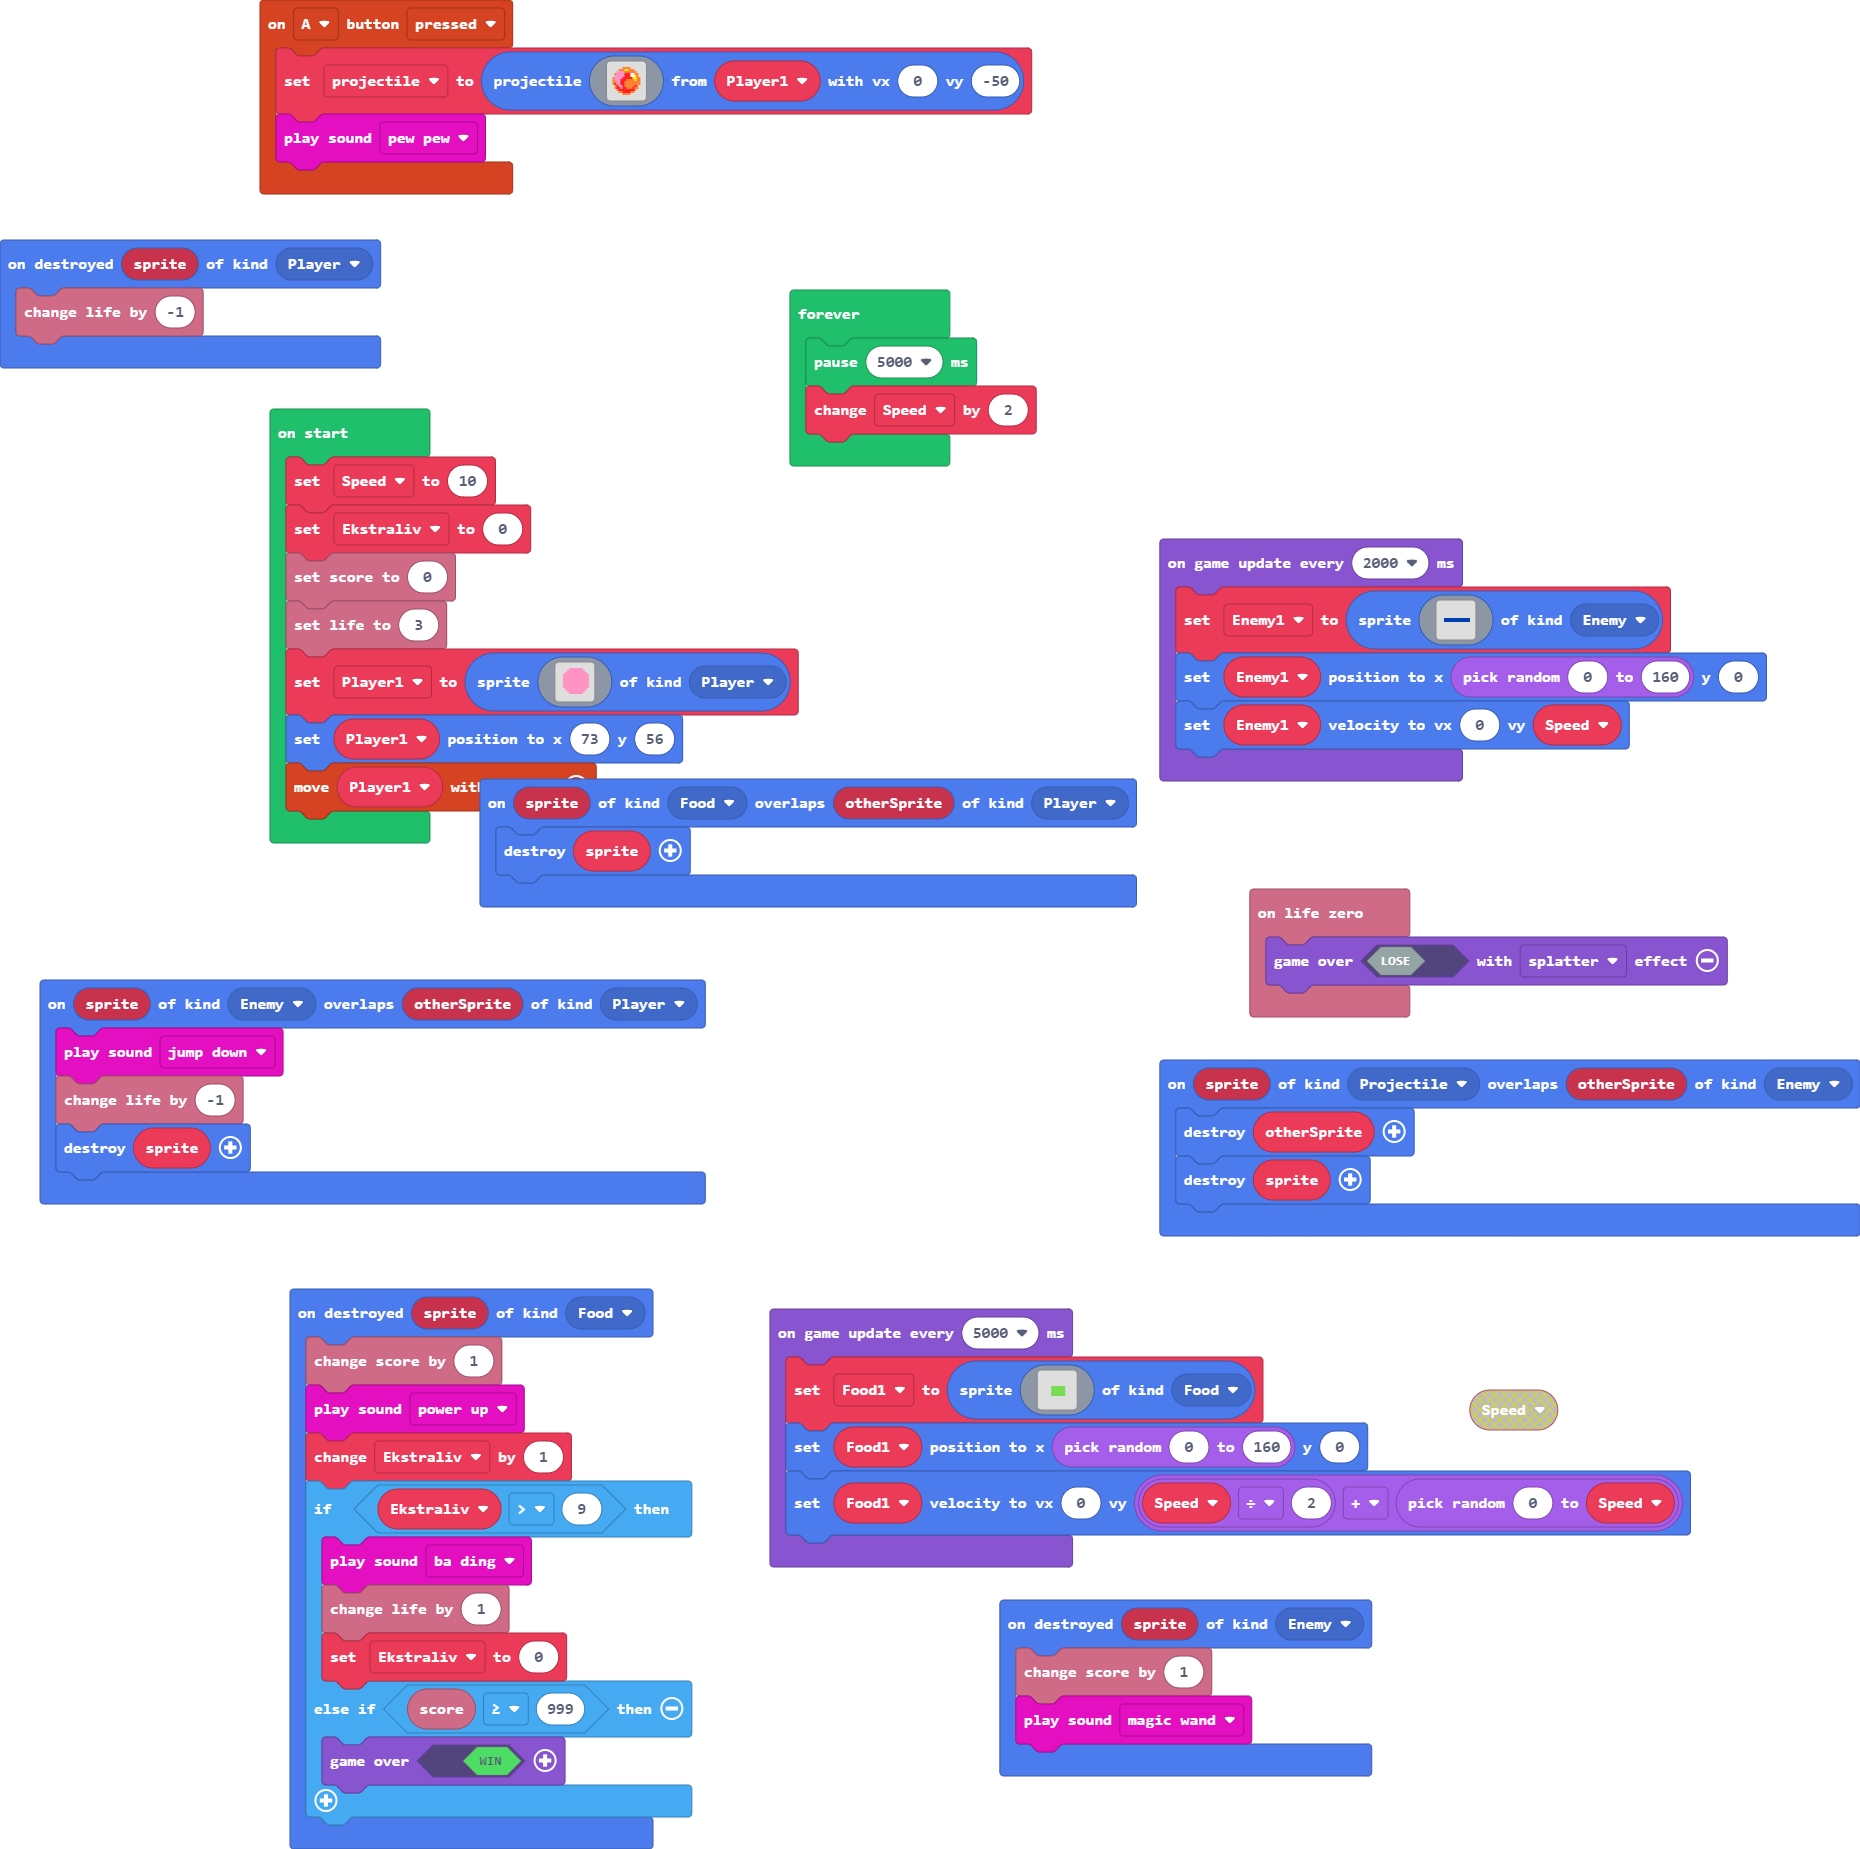 on A button pressed
set projectile to projectile from Player1 with vx 0 vy -50
play sound pew pew
on destroyed sprite of kind Player
change life by -1
forever
pause 5000 ms
change Speed by 2
on start
set Speed to 10
set Ekstraliv to 0
set score to 0
set life to 3
set Player1 to sprite of kind Player
set Player1 position to x 73 y 56
move Player1 with
on sprite of kind Food overlaps otherSprite of kind Player
destroy sprite
on game update every 2000 ms
set Enemy1 to sprite of kind Enemy
set Enemy1 position to x pick random 0 to 160 y 0
set Enemy1 velocity to vx 0 vy Speed
on life zero
game over LOSE with splatter effect
on sprite of kind Enemy overlaps otherSprite of kind Player
play sound jump down
change life by -1
destroy sprite
on sprite of kind Projectile overlaps otherSprite of kind Enemy
destroy otherSprite
destroy sprite
on destroyed sprite of kind Food
change score by 1
play sound power up
change Ekstraliv by 1
if Ekstraliv > 9 then
play sound ba ding
change life by 1
set Ekstraliv to 0
else if score ≥ 999 then
game over WIN
on game update every 5000 ms
set Food1 to sprite of kind Food
set Food1 position to x pick random 0 to 160 y 0
set Food1 velocity to vx 0 vy Speed ÷ 2 + pick random 0 to Speed
Speed
on destroyed sprite of kind Enemy
change score by 1
play sound magic wand